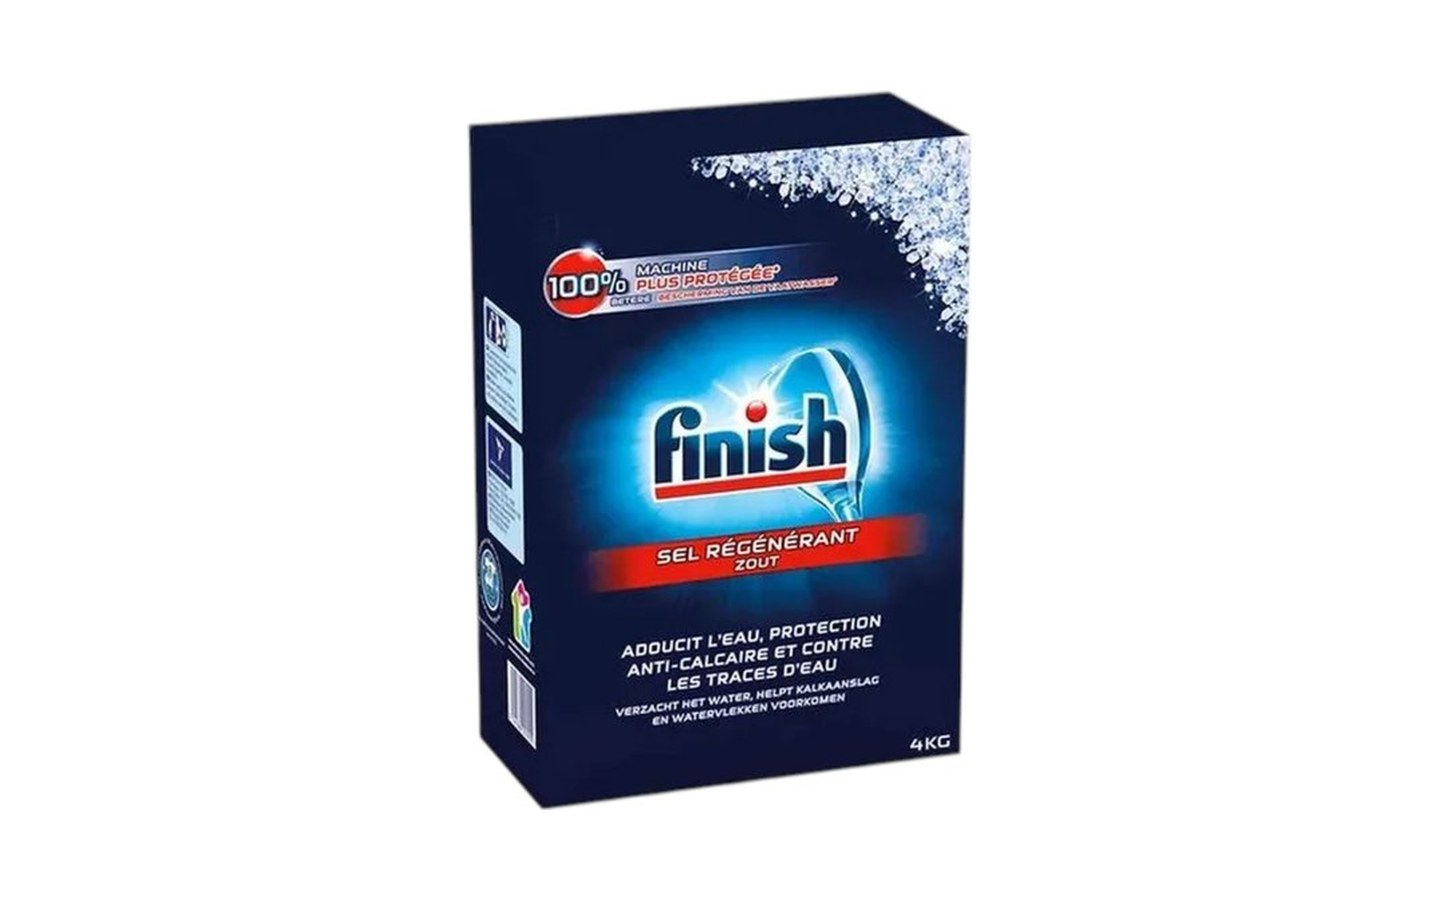 100%
MACHINE
PLUS PROTÉGÉE*
BETERE BESCHERMING VAN DE VAATWASSER*
finish
SEL RÉGÉNÉRANT
ZOUT
ADOUCIT L'EAU, PROTECTION
ANTI-CALCAIRE ET CONTRE
LES TRACES D'EAU
VERZACHT HET WATER, HELPT KALKAANSLAG
EN WATERVLEKKEN VOORKOMEN
4KG